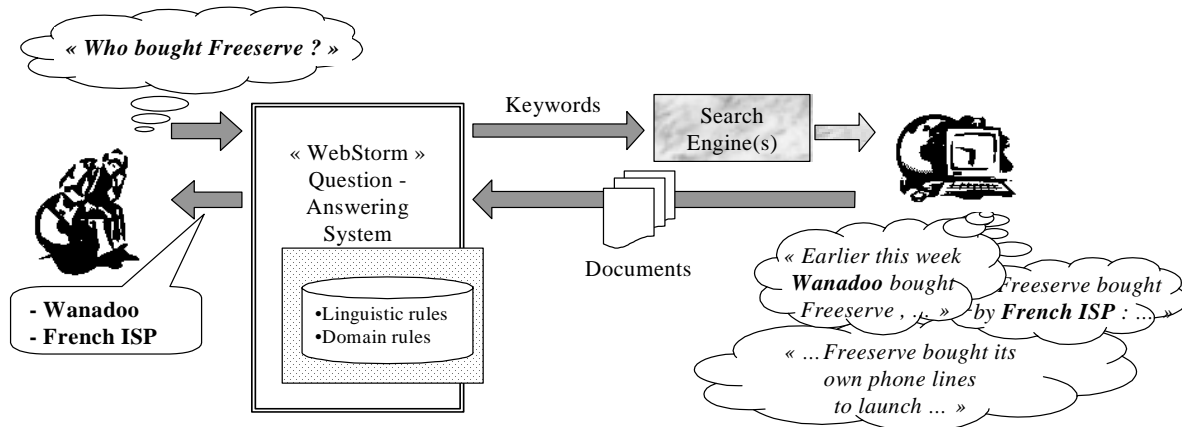 « Who bought Freeserve ? »
Keywords
Search
Engine(s)
« WebStorm »
Question -
Answering
System
•Linguistic rules
•Domain rules
Documents
- Wanadoo
- French ISP
« Earlier this week
Wanadoo bought
Freeserve , ... »
Freeserve bought
by French ISP : ... »
« ... Freeserve bought its
own phone lines
to launch ... »